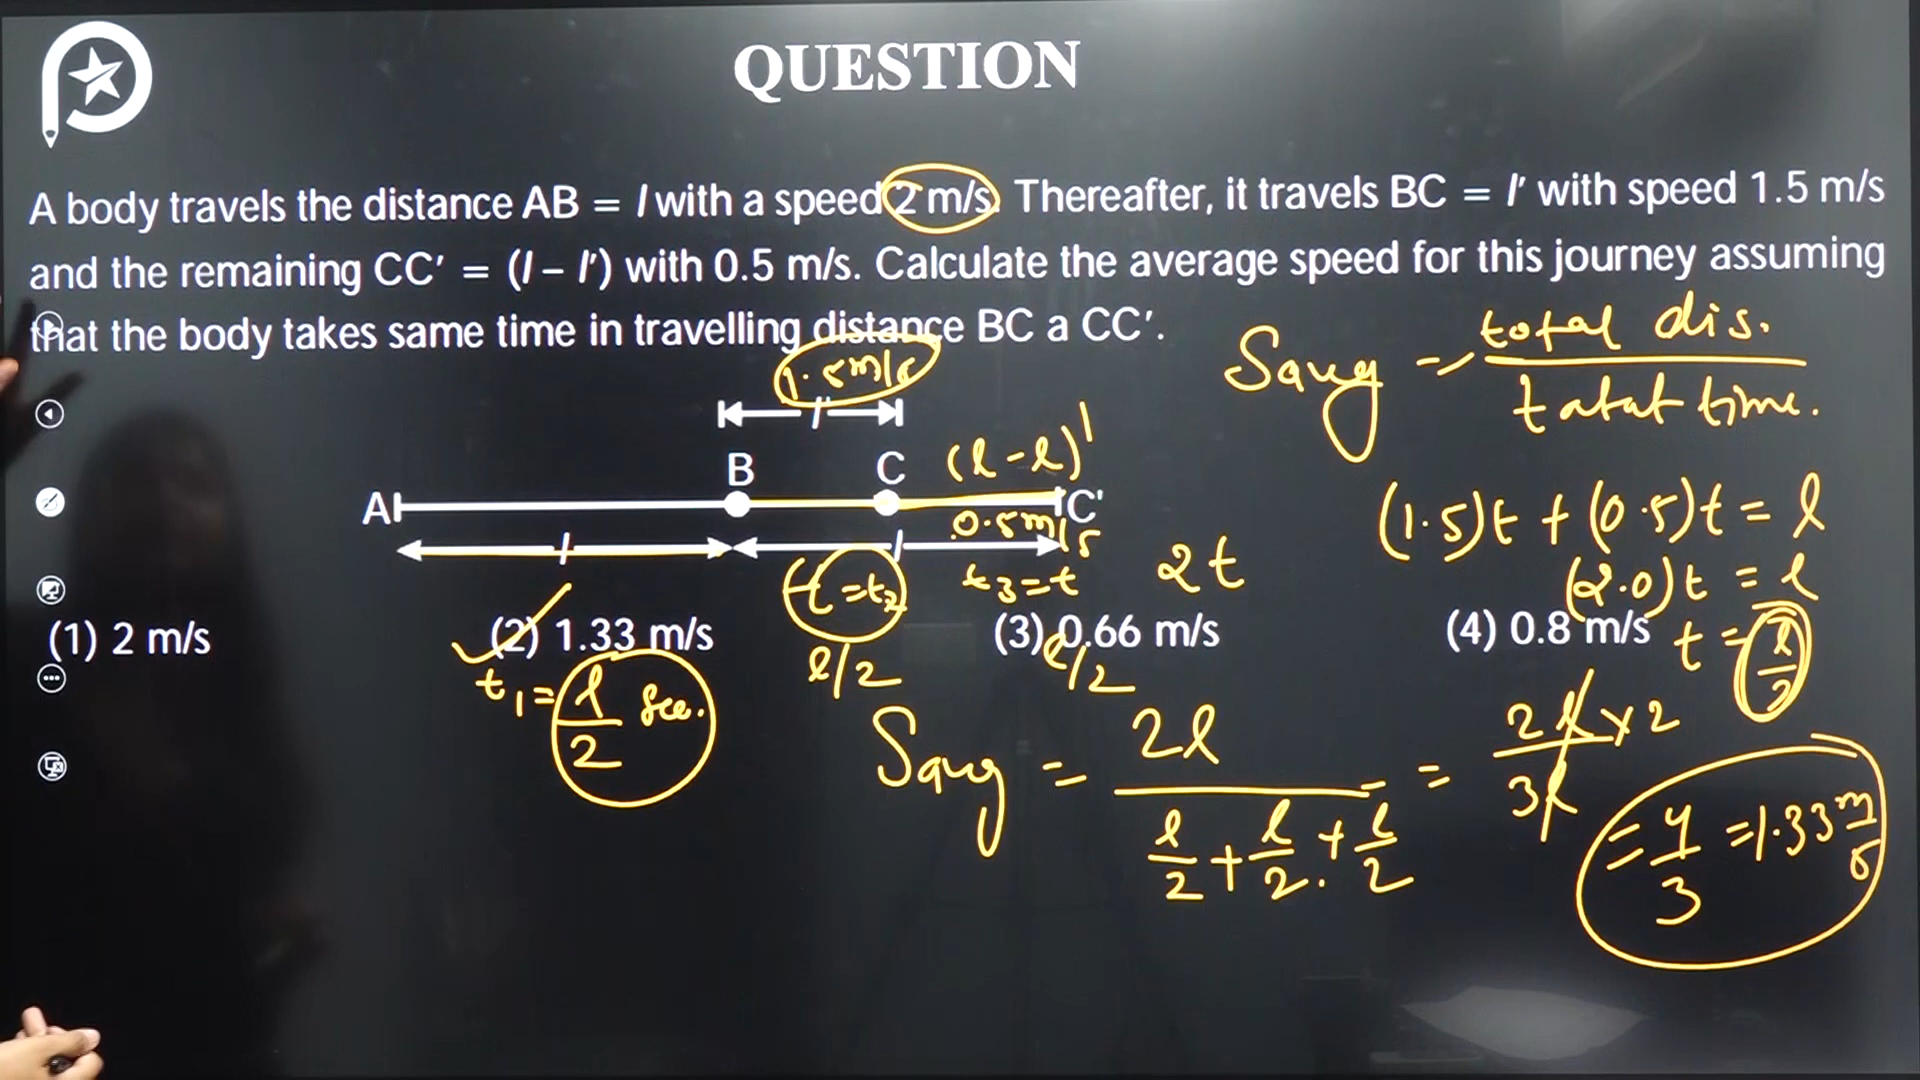 QUESTION
A body travels the distance AB = l with a speed 2 m/s. Thereafter, it travels BC = l′ with speed 1.5 m/s
and the remaining CC′ = (l – l′) with 0.5 m/s. Calculate the average speed for this journey assuming
that the body takes same time in travelling distance BC a CC′.
Savg = total dis. / total time.
1.5m/s
l′
B C (l-l)'
A C'
0.5m/s
l l
(1.5)t + (0.5)t = l
t=t2 t3=t 2t
(2.0)t = l
(1) 2 m/s (2) 1.33 m/s (3) 0.66 m/s (4) 0.8 m/s
t = l/2
t1 = l/2 Sec. l/2 l/2
Savg = 2l / l/2 + l/2 + l/2 = 2l×2 / 3l
= 4/3 = 1.33 m/s